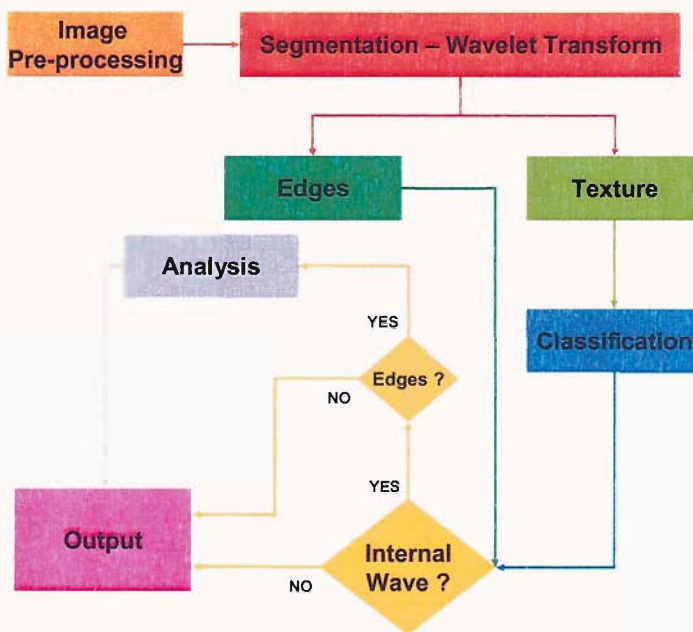 Image
Pre-processing
Segmentation – Wavelet Transform
Edges
Texture
Analysis
Classification
YES
Edges ?
NO
YES
Output
Internal
Wave ?
NO